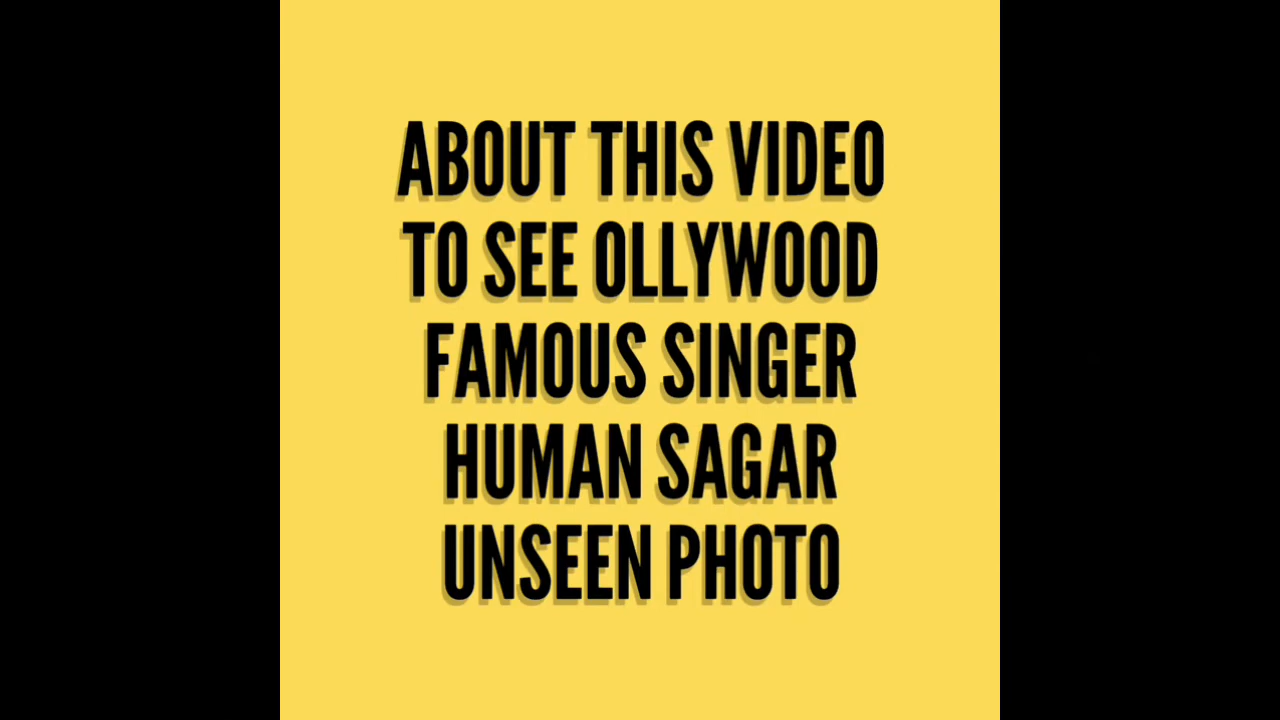 ABOUT THIS VIDEO
TO SEE OLLYWOOD
FAMOUS SINGER
HUMAN SAGAR
UNSEEN PHOTO